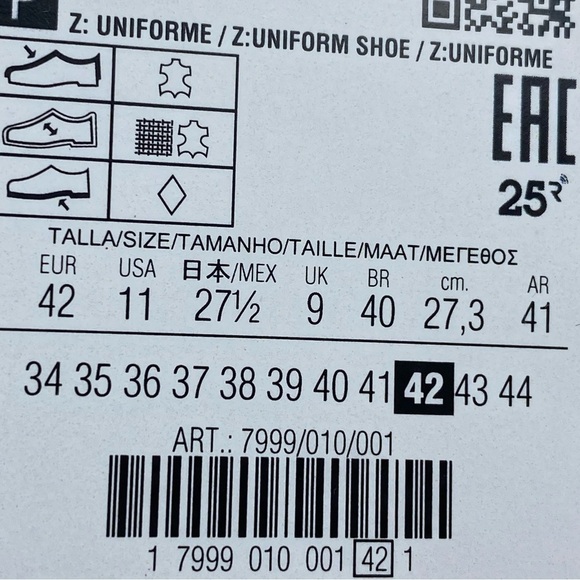 Z: UNIFORME / Z:UNIFORM SHOE / Z:UNIFORME
EAC
25R
TALLA/SIZE/TAMANHO/TAILLE/MAAT/ΜΕΓΕΘΟΣ
EUR USA 日本/MEX UK BR cm. AR
42 11 27½ 9 40 27,3 41
34 35 36 37 38 39 40 41 42 43 44
ART.: 7999/010/001
1 7999 010 001 42 1